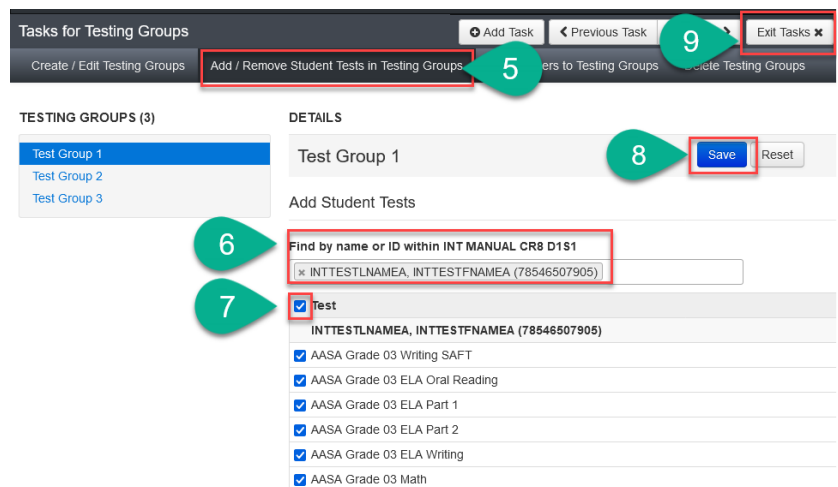 Tasks for Testing Groups
Add Task
Previous Task
9
Exit Tasks ×
Create / Edit Testing Groups
Add / Remove Student Tests in Testing Groups
5
to Testing Groups
Testing Groups
TESTING GROUPS (3)
DETAILS
Test Group 1
Test Group 2
Test Group 3
Test Group 1
8
Save
Reset
Add Student Tests
6
Find by name or ID within INT MANUAL CR8 D1S1
× INTTESTLNAMEA, INTTESTFNAMEA (78546507905)
7
Test
INTTESTLNAMEA, INTTESTFNAMEA (78546507905)
AASA Grade 03 Writing SAFT
AASA Grade 03 ELA Oral Reading
AASA Grade 03 ELA Part 1
AASA Grade 03 ELA Part 2
AASA Grade 03 ELA Writing
AASA Grade 03 Math